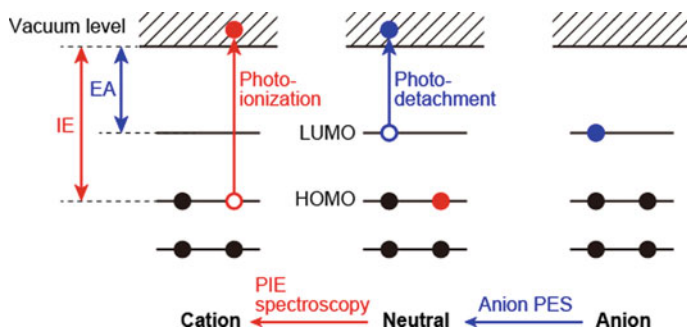 Vacuum level
EA
IE
Photo-
ionization
Photo-
detachment
LUMO
HOMO
PIE
spectroscopy
Anion PES
Cation
Neutral
Anion